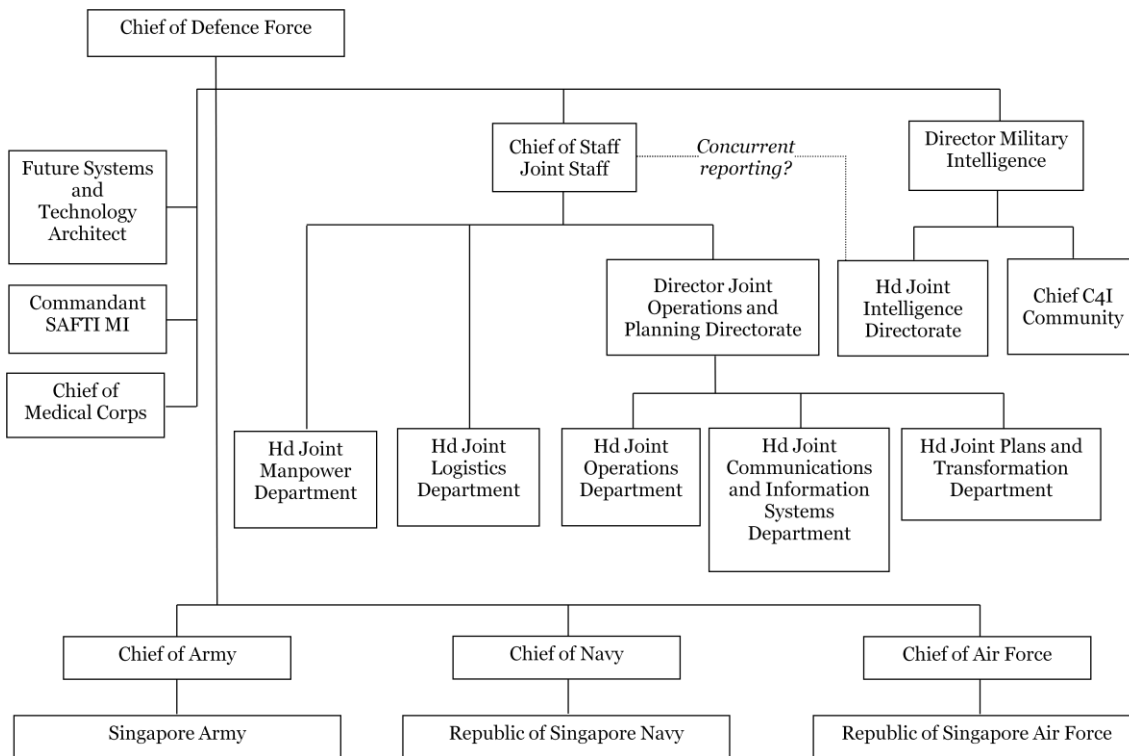 Chief of Defence Force
Chief of Staff
Joint Staff
Concurrent
reporting?
Director Military
Intelligence
Future Systems
and
Technology
Architect
Commandant
SAFTI MI
Chief of
Medical Corps
Director Joint
Operations and
Planning Directorate
Hd Joint
Intelligence
Directorate
Chief C4I
Community
Hd Joint
Manpower
Department
Hd Joint
Logistics
Department
Hd Joint
Operations
Department
Hd Joint
Communications
and Information
Systems
Department
Hd Joint Plans and
Transformation
Department
Chief of Army
Chief of Navy
Chief of Air Force
Singapore Army
Republic of Singapore Navy
Republic of Singapore Air Force